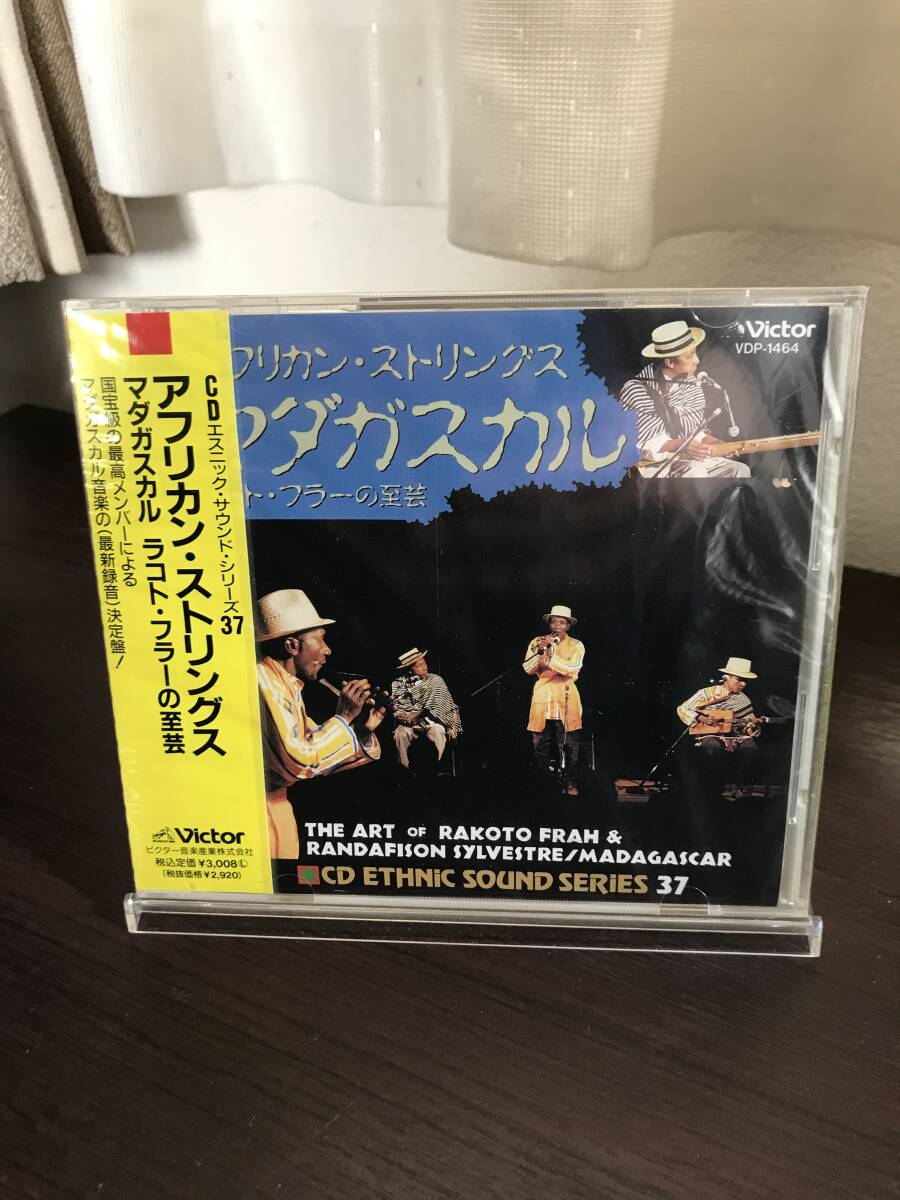 CDエスニック・サウンド・シリーズ37
アフリカン・ストリングス
マダガスカル ラコト・フラーの至芸
国宝級の最高メンバーによる
マダガスカル音楽の(最新録音)決定盤!
Victor
ビクター音楽産業株式会社
税込定価¥3,008Ⓛ
(税抜価格¥2,920)
フリカン・ストリングス
ダガスカル
ト・フラーの至芸
Victor
VDP-1464
THE ART OF RAKOTO FRAH &
RANDAFISON SYLVESTRE/MADAGASCAR
CD ETHNIC SOUND SERIES 37